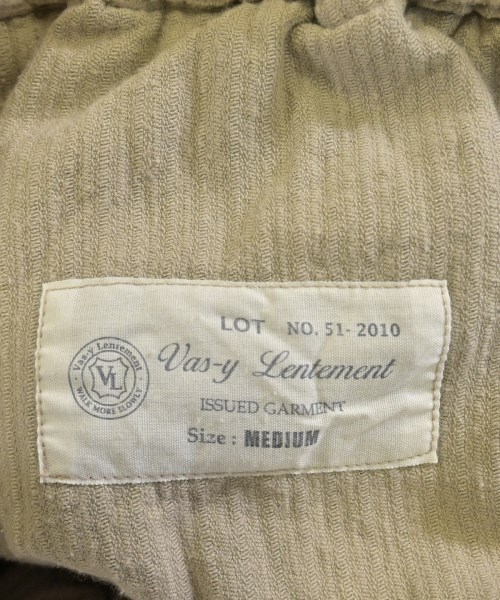 LOT NO. 51-2010
Vas-y Lentement
ISSUED GARMENT
Size: MEDIUM
Vas-y Lentement
VL
WALK MORE SLOWLY